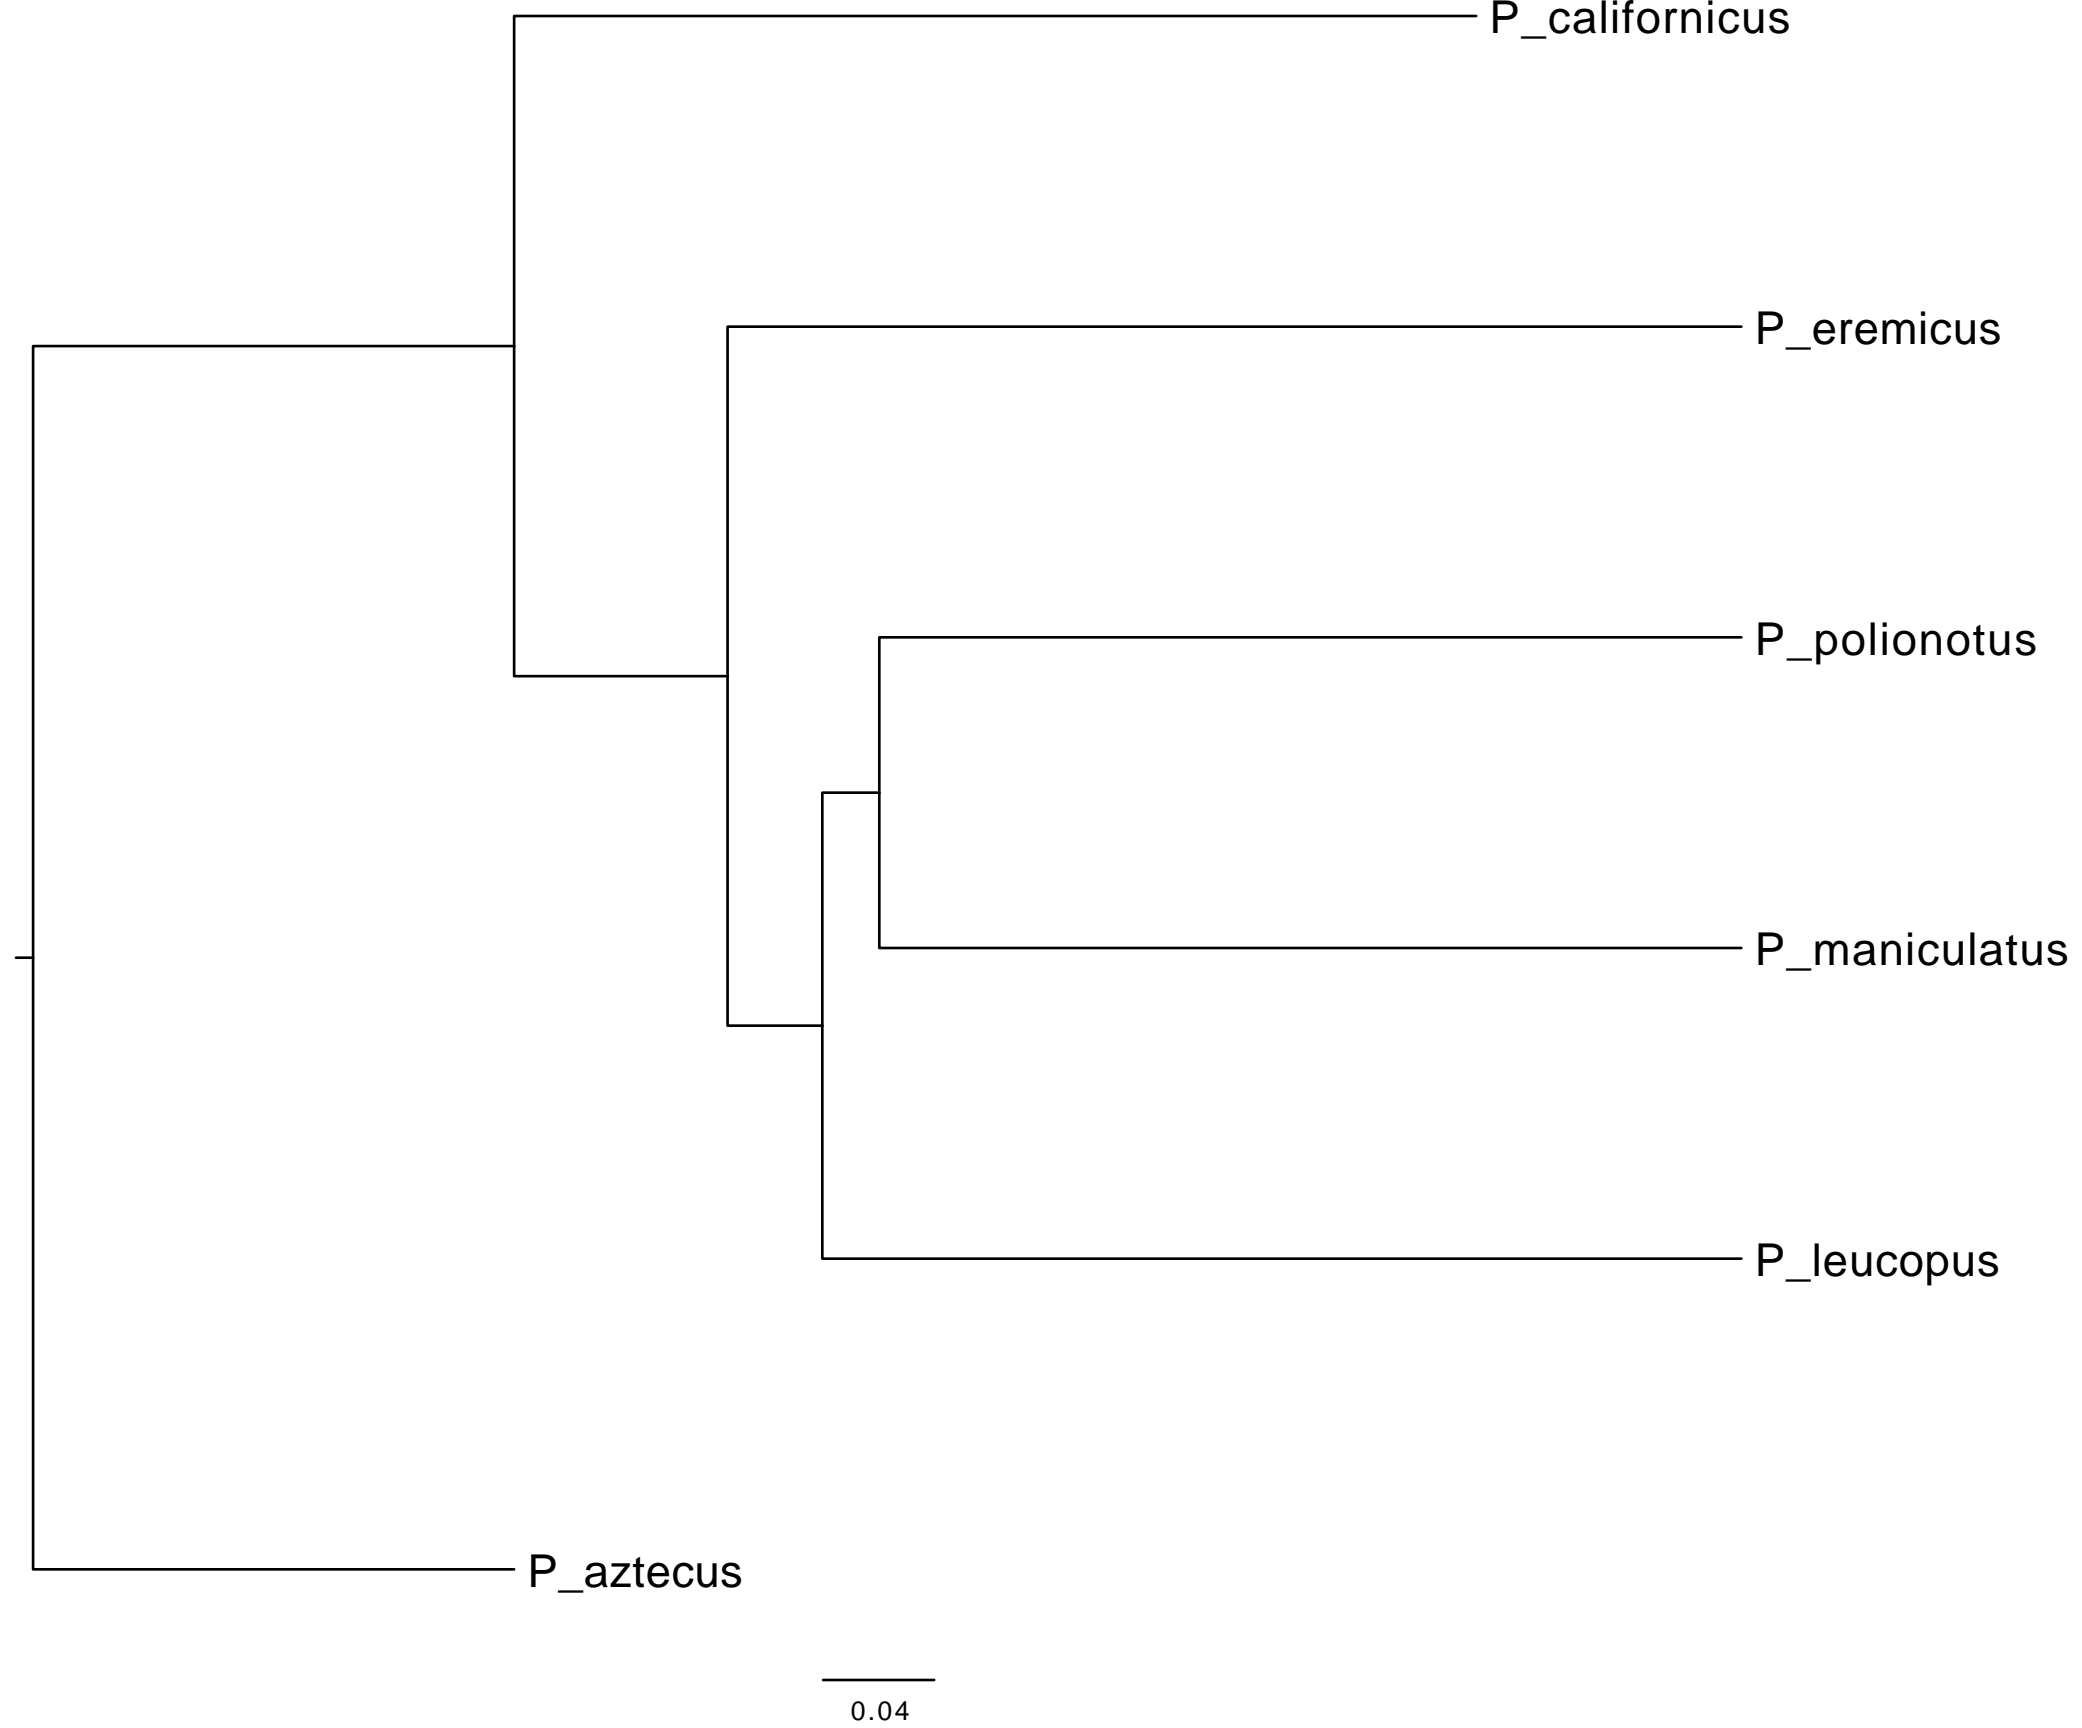 P_californicus
P_eremicus
P_polionotus
P_maniculatus
P_leucopus
P_aztecus
0.04